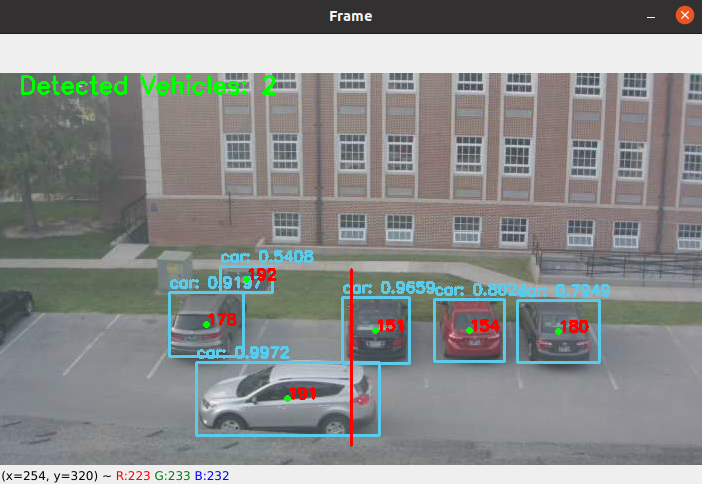 Frame
Detected Vehicles: 2
car: 0.5408
192
car: 0.9197
178
car: 0.9659
151
154
car: 0.7949
180
car: 0.9972
191
(x=254, y=320) ~ R:223 G:233 B:232